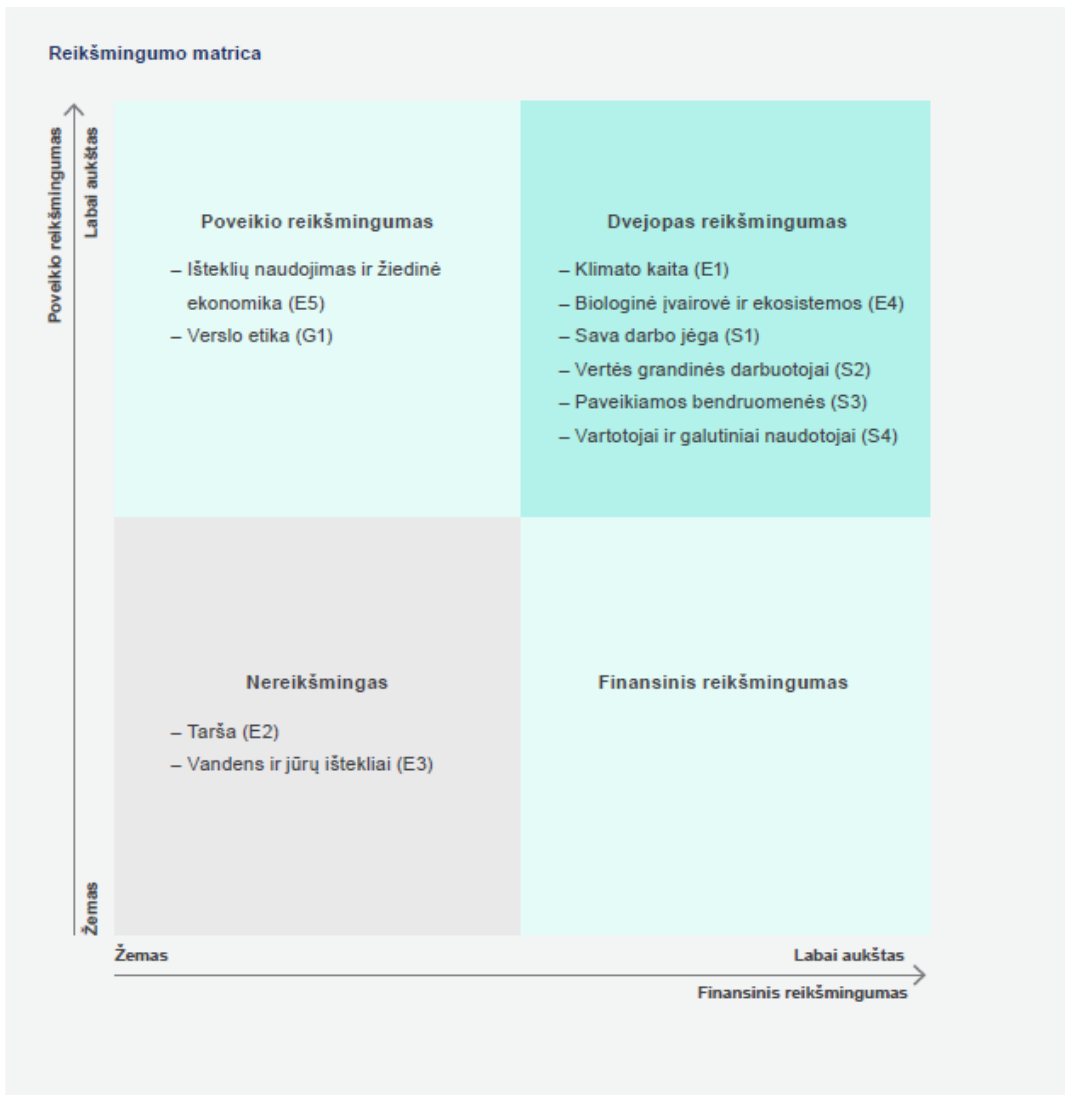 Reikšmingumo matrica
Poveikio reikšmingumas
Labai aukštas
Žemas
Poveikio reikšmingumas
– Išteklių naudojimas ir žiedinė
ekonomika (E5)
– Verslo etika (G1)
Dvejopas reikšmingumas
– Klimato kaita (E1)
– Biologinė įvairovė ir ekosistemos (E4)
– Sava darbo jėga (S1)
– Vertės grandinės darbuotojai (S2)
– Paveikiamos bendruomenės (S3)
– Vartotojai ir galutiniai naudotojai (S4)
Nereikšmingas
– Tarša (E2)
– Vandens ir jūrų ištekliai (E3)
Finansinis reikšmingumas
Žemas
Labai aukštas
Finansinis reikšmingumas